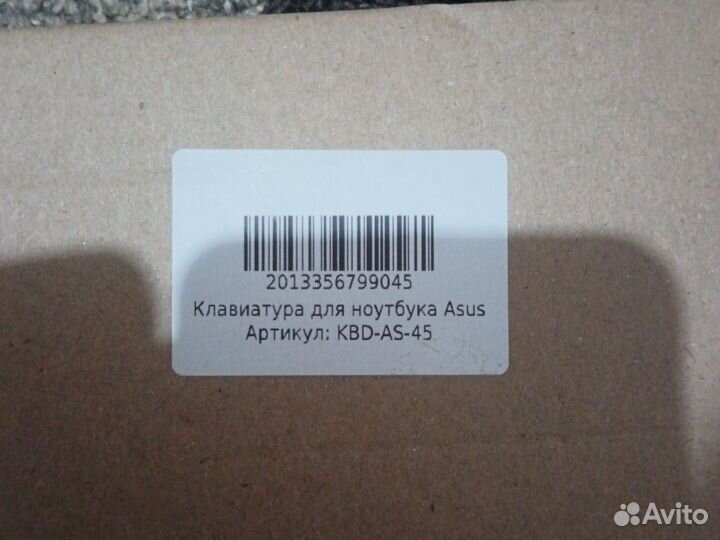 2013356799045
Клавиатура для ноутбука Asus
Артикул: KBD-AS-45
Avito